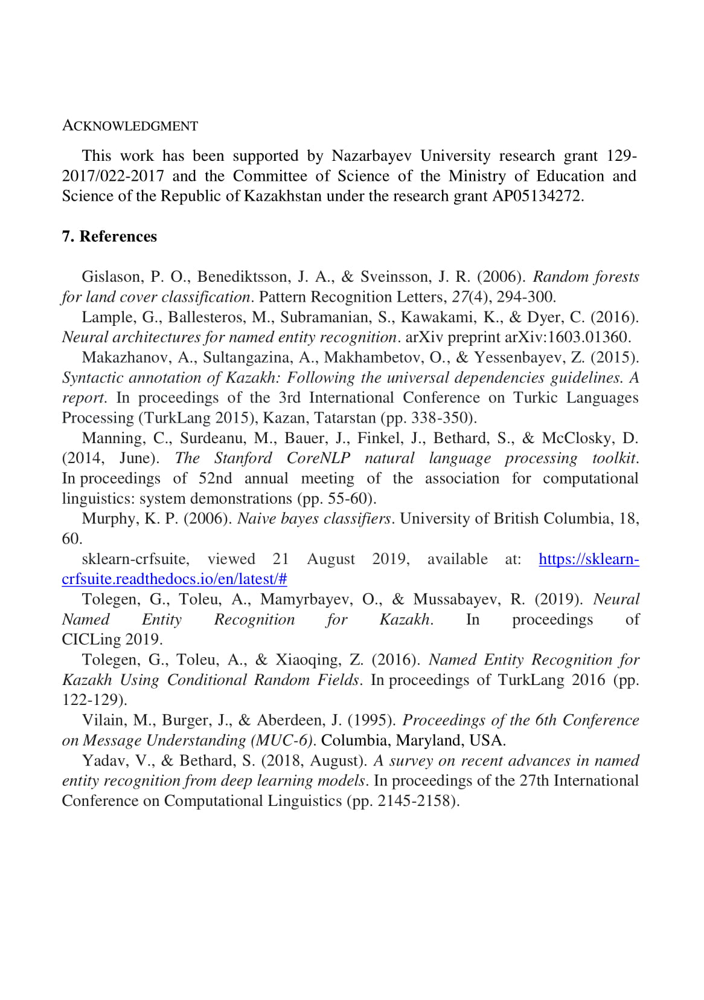 ACKNOWLEDGMENT
This work has been supported by Nazarbayev University research grant 129-
2017/022-2017 and the Committee of Science of the Ministry of Education and
Science of the Republic of Kazakhstan under the research grant AP05134272.
7. References
Gislason, P. O., Benediktsson, J. A., & Sveinsson, J. R. (2006). Random forests
for land cover classification. Pattern Recognition Letters, 27(4), 294-300.
Lample, G., Ballesteros, M., Subramanian, S., Kawakami, K., & Dyer, C. (2016).
Neural architectures for named entity recognition. arXiv preprint arXiv:1603.01360.
Makazhanov, A., Sultangazina, A., Makhambetov, O., & Yessenbayev, Z. (2015).
Syntactic annotation of Kazakh: Following the universal dependencies guidelines. A
report. In proceedings of the 3rd International Conference on Turkic Languages
Processing (TurkLang 2015), Kazan, Tatarstan (pp. 338-350).
Manning, C., Surdeanu, M., Bauer, J., Finkel, J., Bethard, S., & McClosky, D.
(2014, June). The Stanford CoreNLP natural language processing toolkit.
In proceedings of 52nd annual meeting of the association for computational
linguistics: system demonstrations (pp. 55-60).
Murphy, K. P. (2006). Naive bayes classifiers. University of British Columbia, 18,
60.
sklearn-crfsuite, viewed 21 August 2019, available at: https://sklearn-
crfsuite.readthedocs.io/en/latest/#
Tolegen, G., Toleu, A., Mamyrbayev, O., & Mussabayev, R. (2019). Neural
Named Entity Recognition for Kazakh. In proceedings of
CICLing 2019.
Tolegen, G., Toleu, A., & Xiaoqing, Z. (2016). Named Entity Recognition for
Kazakh Using Conditional Random Fields. In proceedings of TurkLang 2016 (pp.
122-129).
Vilain, M., Burger, J., & Aberdeen, J. (1995). Proceedings of the 6th Conference
on Message Understanding (MUC-6). Columbia, Maryland, USA.
Yadav, V., & Bethard, S. (2018, August). A survey on recent advances in named
entity recognition from deep learning models. In proceedings of the 27th International
Conference on Computational Linguistics (pp. 2145-2158).